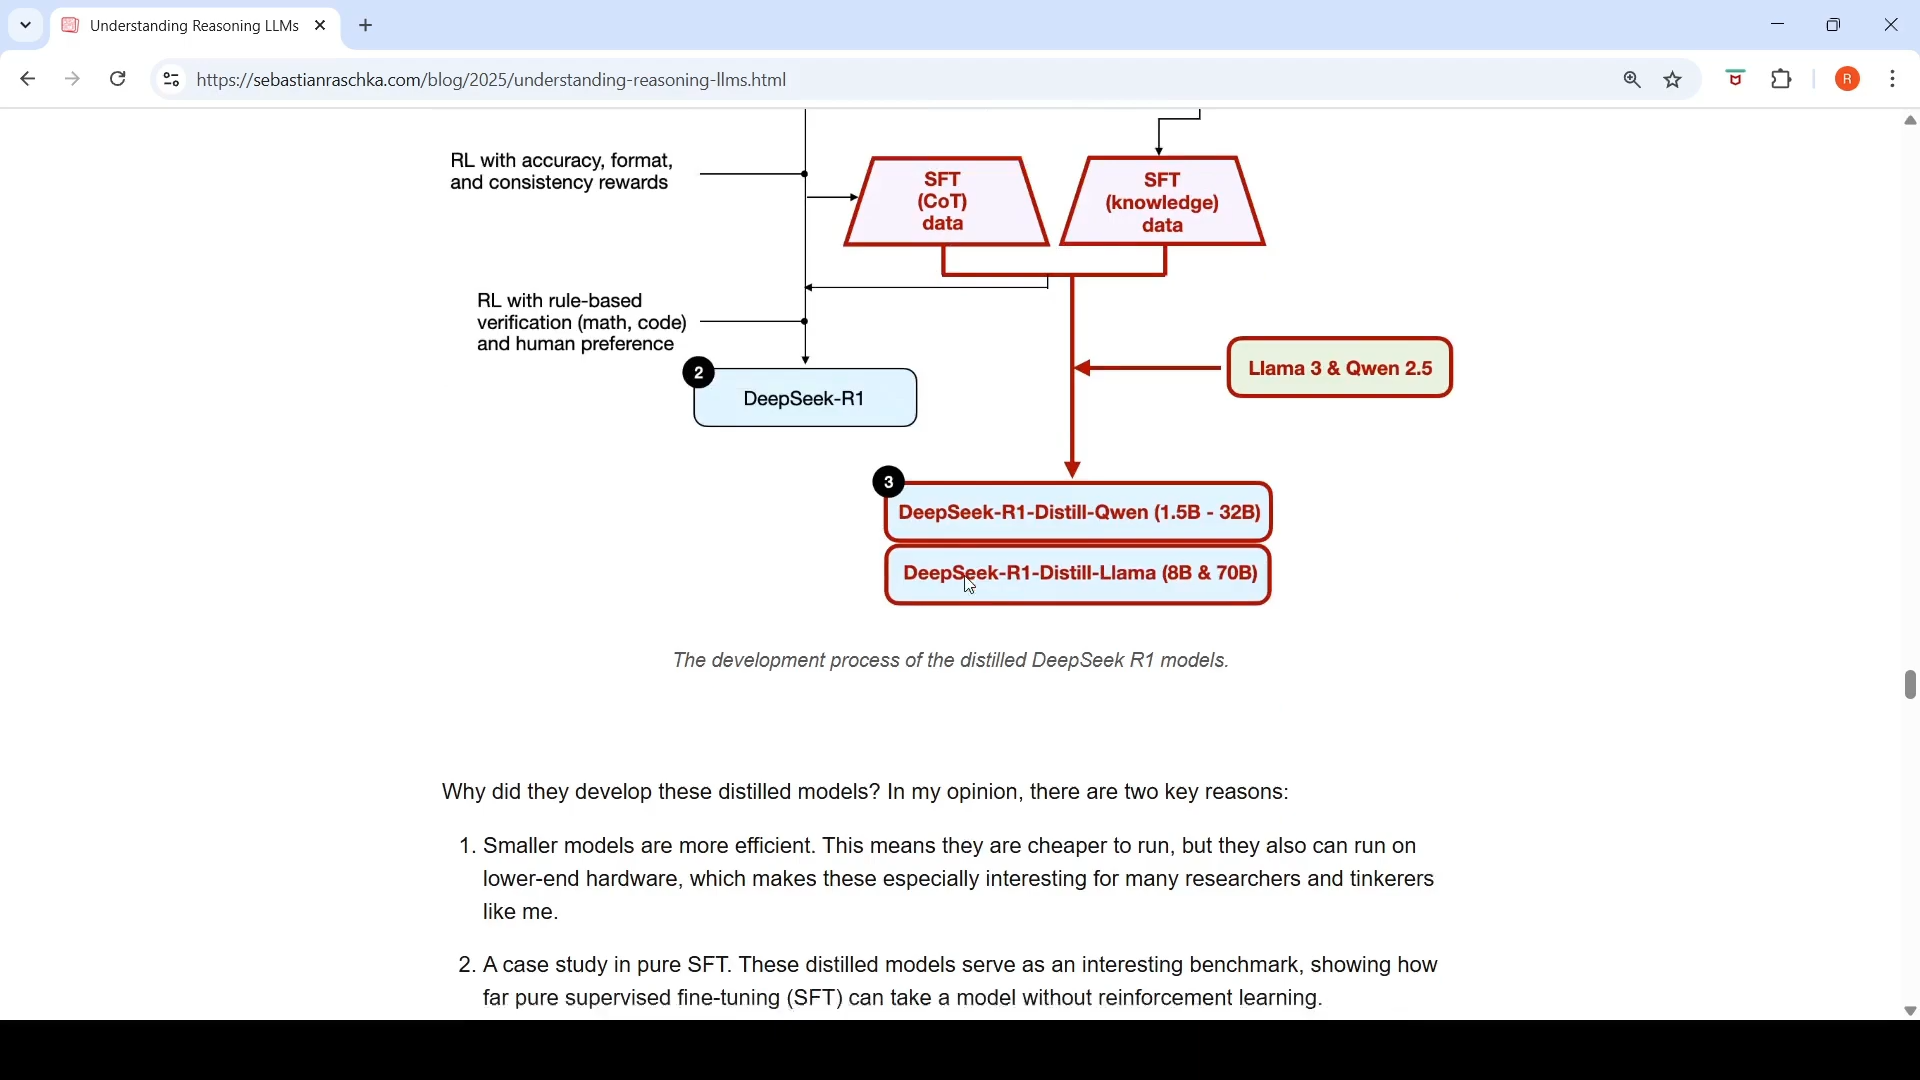 Understanding Reasoning LLMs
https://sebastianraschka.com/blog/2025/understanding-reasoning-llms.html
R
RL with accuracy, format,
and consistency rewards
SFT
(CoT)
data
SFT
(knowledge)
data
RL with rule-based
verification (math, code)
and human preference
Llama 3 & Qwen 2.5
2
DeepSeek-R1
3
DeepSeek-R1-Distill-Qwen (1.5B - 32B)
DeepSeek-R1-Distill-Llama (8B & 70B)
The development process of the distilled DeepSeek R1 models.
Why did they develop these distilled models? In my opinion, there are two key reasons:
1. Smaller models are more efficient. This means they are cheaper to run, but they also can run on
lower-end hardware, which makes these especially interesting for many researchers and tinkerers
like me.
2. A case study in pure SFT. These distilled models serve as an interesting benchmark, showing how
far pure supervised fine-tuning (SFT) can take a model without reinforcement learning.